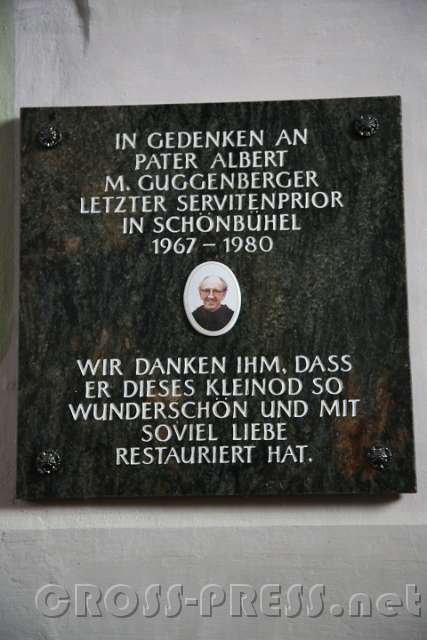 IN GEDENKEN AN
PATER ALBERT
M. GUGGENBERGER
LETZTER SERVITENPRIOR
IN SCHÖNBÜHEL
1967 – 1980
WIR DANKEN IHM, DASS
ER DIESES KLEINOD SO
WUNDERSCHÖN UND MIT
SOVIEL LIEBE
RESTAURIERT HAT.
CROSS-PRESS.net